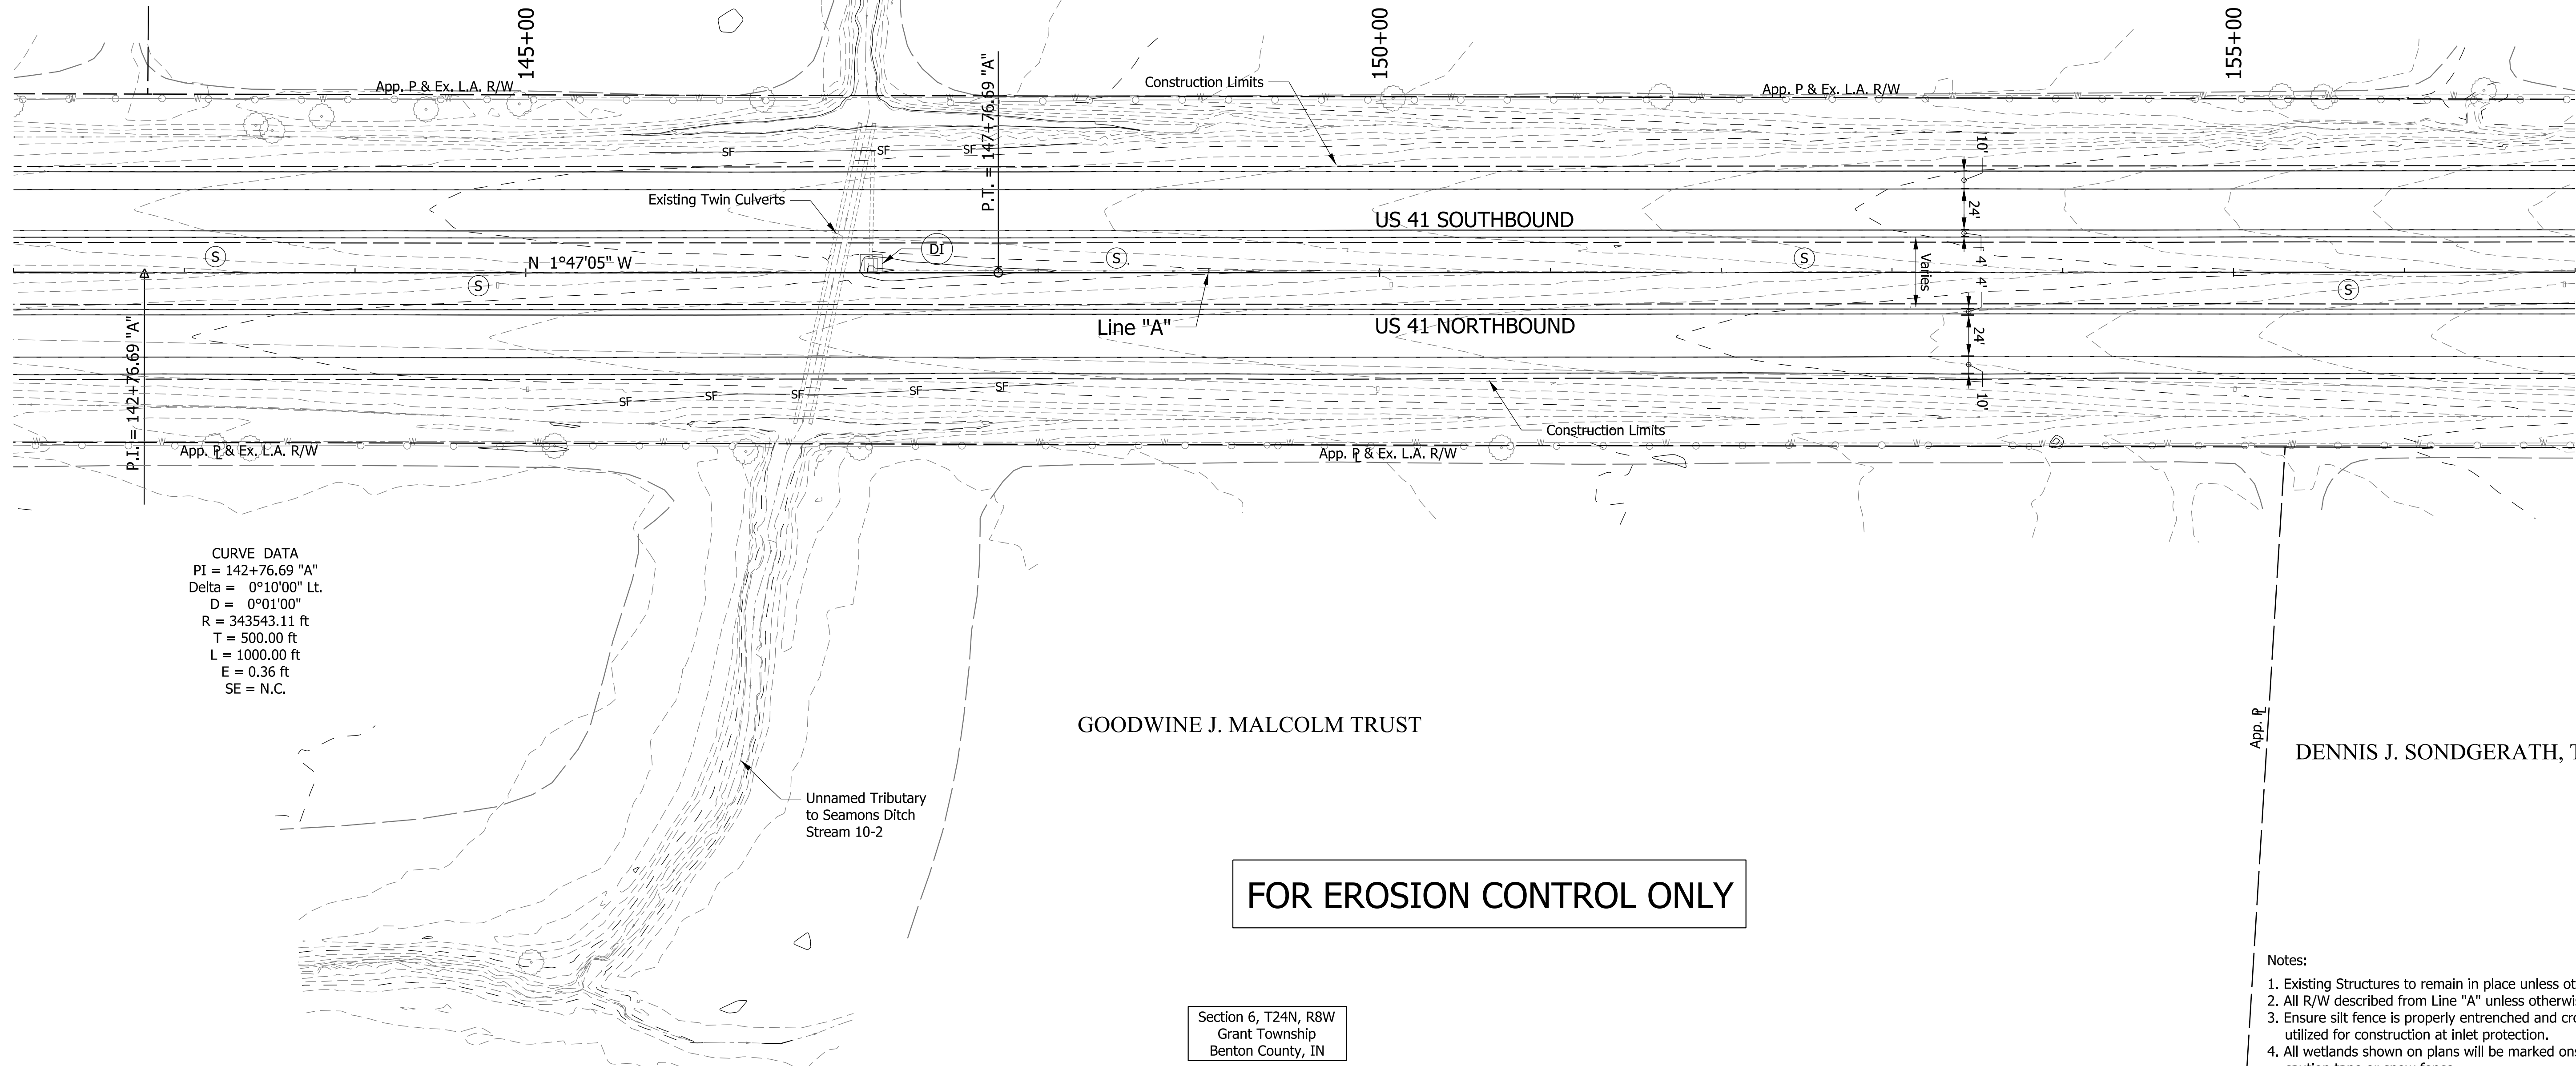 145+00
150+00
155+00
App. P & Ex. L.A. R/W
P.T. = 147+76.69 "A"
Construction Limits
App. P & Ex. L.A. R/W
10'
SF
SF
SF
Existing Twin Culverts
US 41 SOUTHBOUND
24'
S
DI
S
S
N 1°47'05" W
S
4'
4'
Varies
S
Line "A"
US 41 NORTHBOUND
24'
P.I. = 142+76.69 "A"
SF
SF
SF
SF
SF
10'
Construction Limits
App. PL & Ex. L.A. R/W
App. PL & Ex. L.A. R/W
CURVE DATA
PI = 142+76.69 "A"
Delta = 0°10'00" Lt.
D = 0°01'00"
R = 343543.11 ft
T = 500.00 ft
L = 1000.00 ft
E = 0.36 ft
SE = N.C.
GOODWINE J. MALCOLM TRUST
App. PL
DENNIS J. SONDGERATH, T
Unnamed Tributary
to Seamons Ditch
Stream 10-2
FOR EROSION CONTROL ONLY
Section 6, T24N, R8W
Grant Township
Benton County, IN
Notes:
1. Existing Structures to remain in place unless ot
2. All R/W described from Line "A" unless otherwi
3. Ensure silt fence is properly entrenched and cro
utilized for construction at inlet protection.
4. All wetlands shown on plans will be marked ons